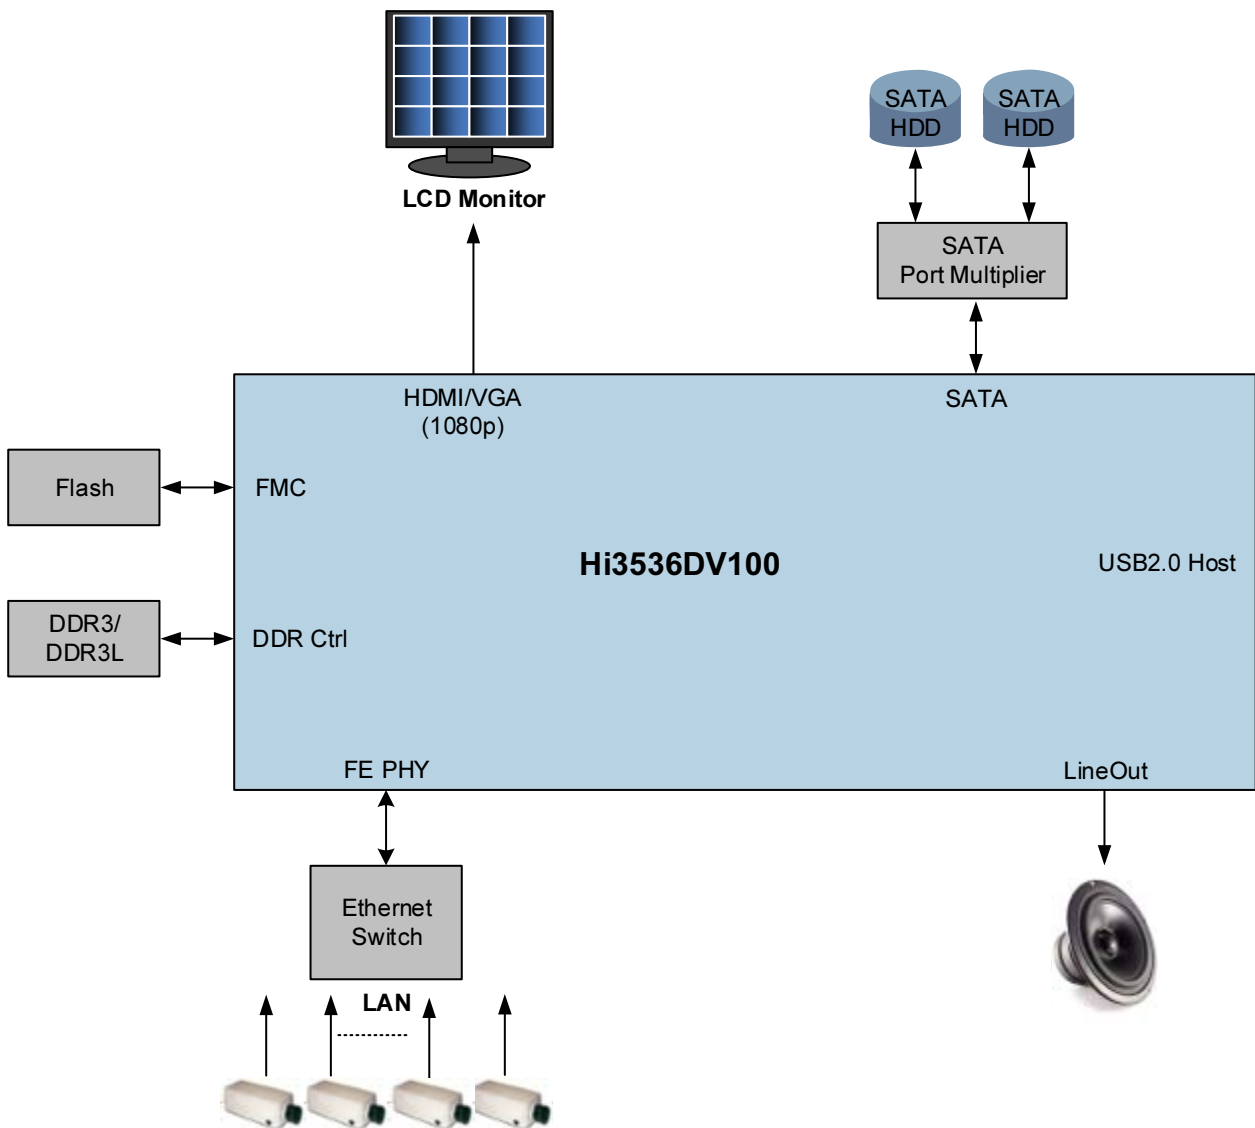 LCD Monitor
SATA
HDD
SATA
HDD
SATA
Port Multiplier
HDMI/VGA
(1080p)
SATA
Flash
FMC
Hi3536DV100
USB2.0 Host
DDR3/
DDR3L
DDR Ctrl
FE PHY
LineOut
Ethernet
Switch
LAN